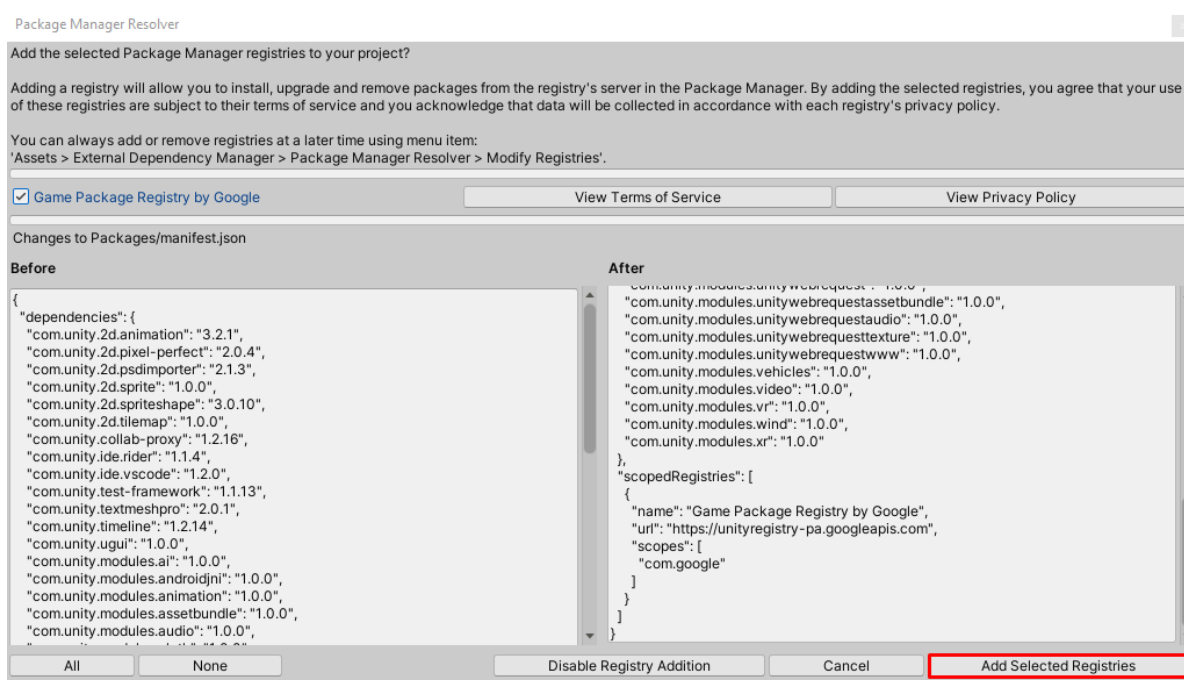 Package Manager Resolver
Add the selected Package Manager registries to your project?
Adding a registry will allow you to install, upgrade and remove packages from the registry's server in the Package Manager. By adding the selected registries, you agree that your use
of these registries are subject to their terms of service and you acknowledge that data will be collected in accordance with each registry's privacy policy.
You can always add or remove registries at a later time using menu item:
'Assets > External Dependency Manager > Package Manager Resolver > Modify Registries'.
Game Package Registry by Google
View Terms of Service
View Privacy Policy
Changes to Packages/manifest.json
Before
{
"dependencies": {
"com.unity.2d.animation": "3.2.1",
"com.unity.2d.pixel-perfect": "2.0.4",
"com.unity.2d.psdimporter": "2.1.3",
"com.unity.2d.sprite": "1.0.0",
"com.unity.2d.spriteshape": "3.0.10",
"com.unity.2d.tilemap": "1.0.0",
"com.unity.collab-proxy": "1.2.16",
"com.unity.ide.rider": "1.1.4",
"com.unity.ide.vscode": "1.2.0",
"com.unity.test-framework": "1.1.13",
"com.unity.textmeshpro": "2.0.1",
"com.unity.timeline": "1.2.14",
"com.unity.ugui": "1.0.0",
"com.unity.modules.ai": "1.0.0",
"com.unity.modules.androidjni": "1.0.0",
"com.unity.modules.animation": "1.0.0",
"com.unity.modules.assetbundle": "1.0.0",
"com.unity.modules.audio": "1.0.0",
After
"com.unity.modules.unitywebrequest": "1.0.0",
"com.unity.modules.unitywebrequestassetbundle": "1.0.0",
"com.unity.modules.unitywebrequestaudio": "1.0.0",
"com.unity.modules.unitywebrequesttexture": "1.0.0",
"com.unity.modules.unitywebrequestwww": "1.0.0",
"com.unity.modules.vehicles": "1.0.0",
"com.unity.modules.video": "1.0.0",
"com.unity.modules.vr": "1.0.0",
"com.unity.modules.wind": "1.0.0",
"com.unity.modules.xr": "1.0.0"
},
"scopedRegistries": [
{
"name": "Game Package Registry by Google",
"url": "https://unityregistry-pa.googleapis.com",
"scopes": [
"com.google"
]
}
]
}
All
None
Disable Registry Addition
Cancel
Add Selected Registries